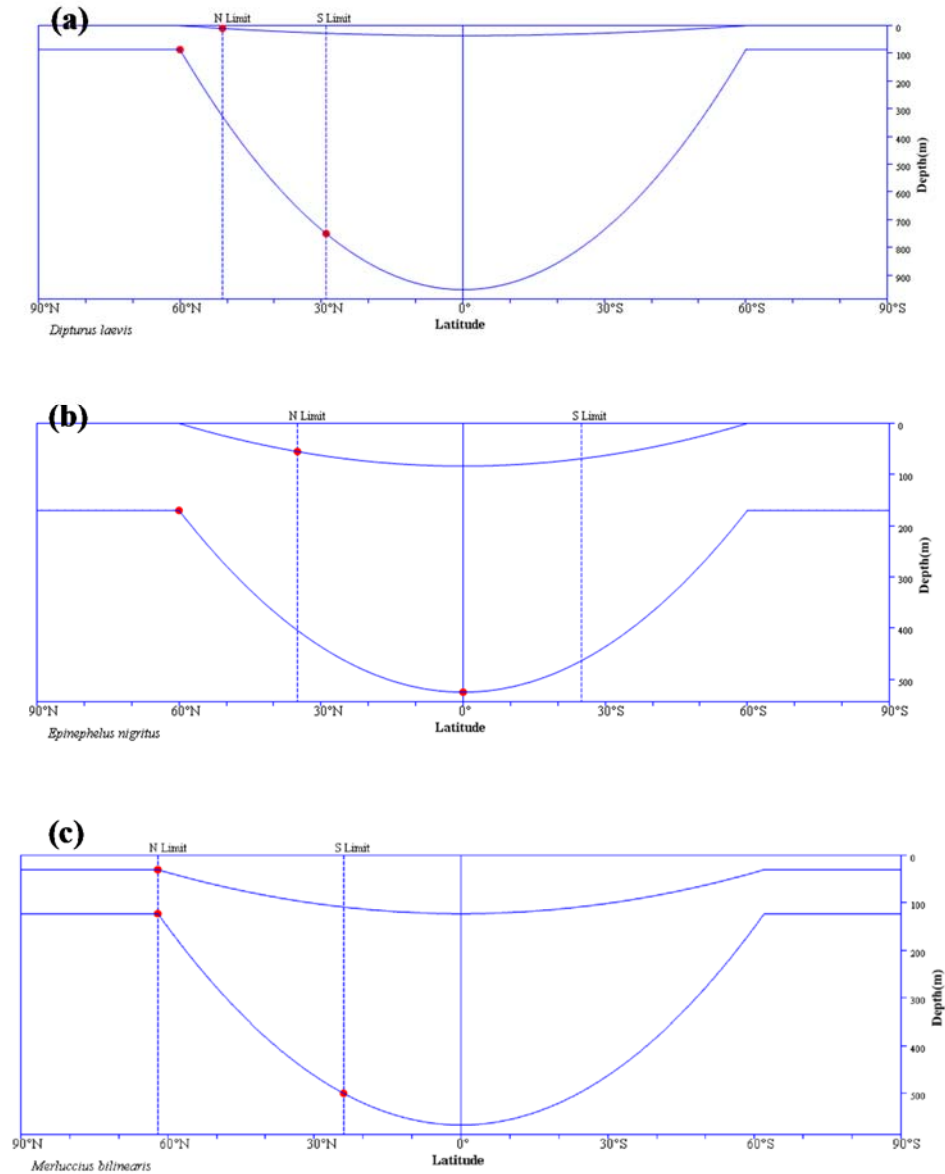 (a)
N Limit S Limit
0
100
200
300
400
500
600
700
800
900
Depth(m)
90°N 60°N 30°N 0° 30°S 60°S 90°S
Latitude
Dipturus laevis
(b)
N Limit S Limit
0
100
200
300
400
500
Depth(m)
90°N 60°N 30°N 0° 30°S 60°S 90°S
Latitude
Epinephelus nigritus
(c)
N Limit S Limit
0
100
200
300
400
500
Depth(m)
90°N 60°N 30°N 0° 30°S 60°S 90°S
Latitude
Merluccius bilinearis